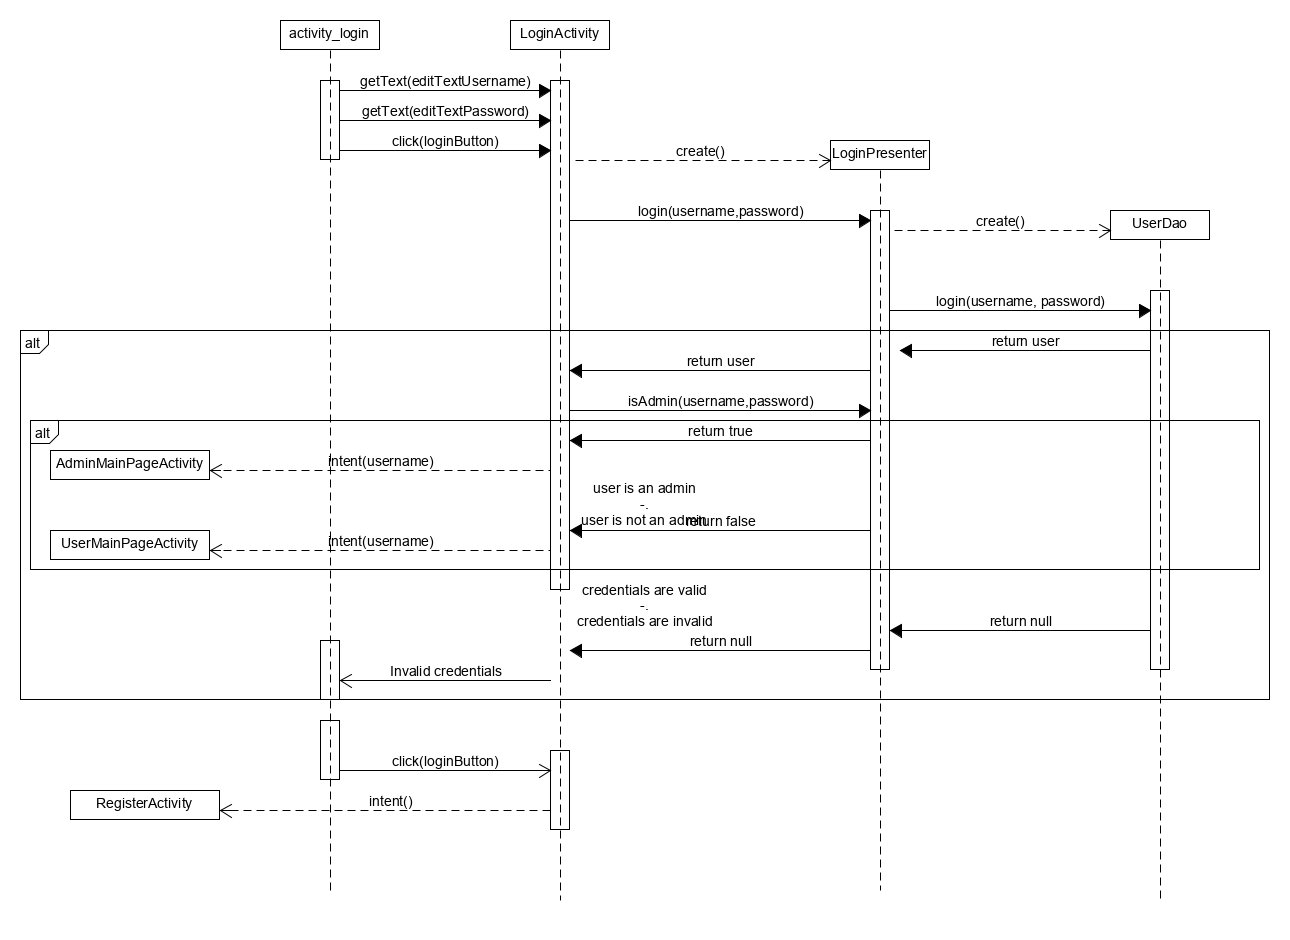 activity_login
LoginActivity
getText(editTextUsername)
getText(editTextPassword)
click(loginButton)
create()
LoginPresenter
login(username,password)
create()
UserDao
login(username, password)
alt
return user
return user
isAdmin(username,password)
alt
return true
AdminMainPageActivity
intent(username)
user is an admin
-.
user is not an admin
return false
UserMainPageActivity
intent(username)
credentials are valid
-.
credentials are invalid
return null
return null
Invalid credentials
click(loginButton)
RegisterActivity
intent()